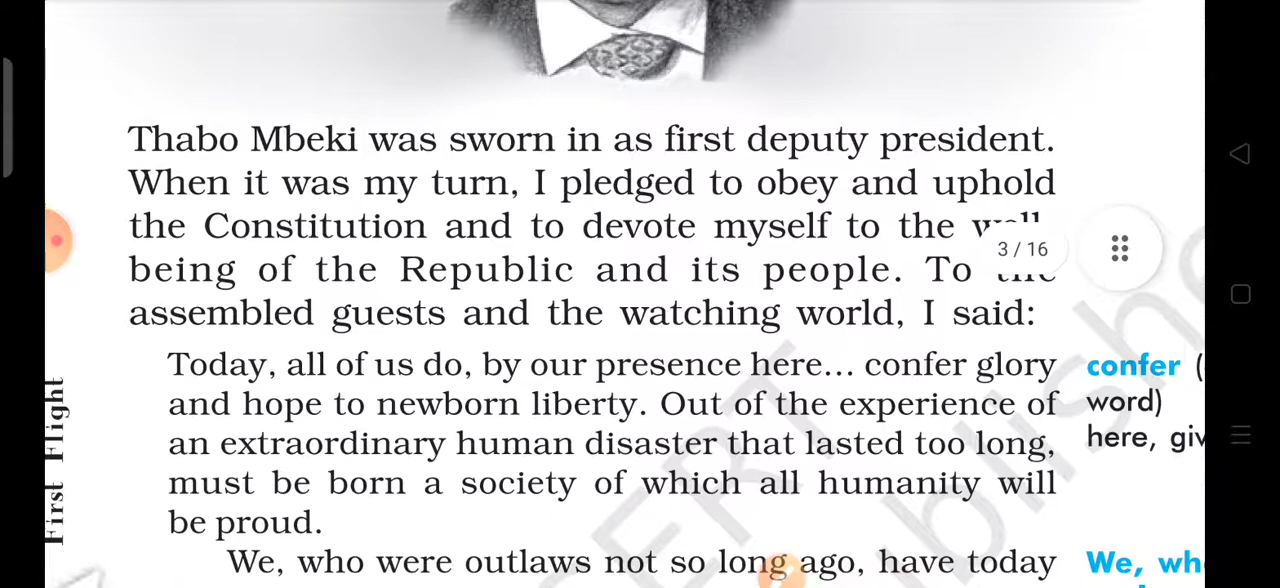 Thabo Mbeki was sworn in as first deputy president.
When it was my turn, I pledged to obey and uphold
the Constitution and to devote myself to the
being of the Republic and its people. To
3 / 16
assembled guests and the watching world, I said:
Today, all of us do, by our presence here... confer glory
and hope to newborn liberty. Out of the experience of
an extraordinary human disaster that lasted too long,
must be born a society of which all humanity will
be proud.
We, who were outlaws not so long ago, have today
confer (
word)
here,
We,
First Flight